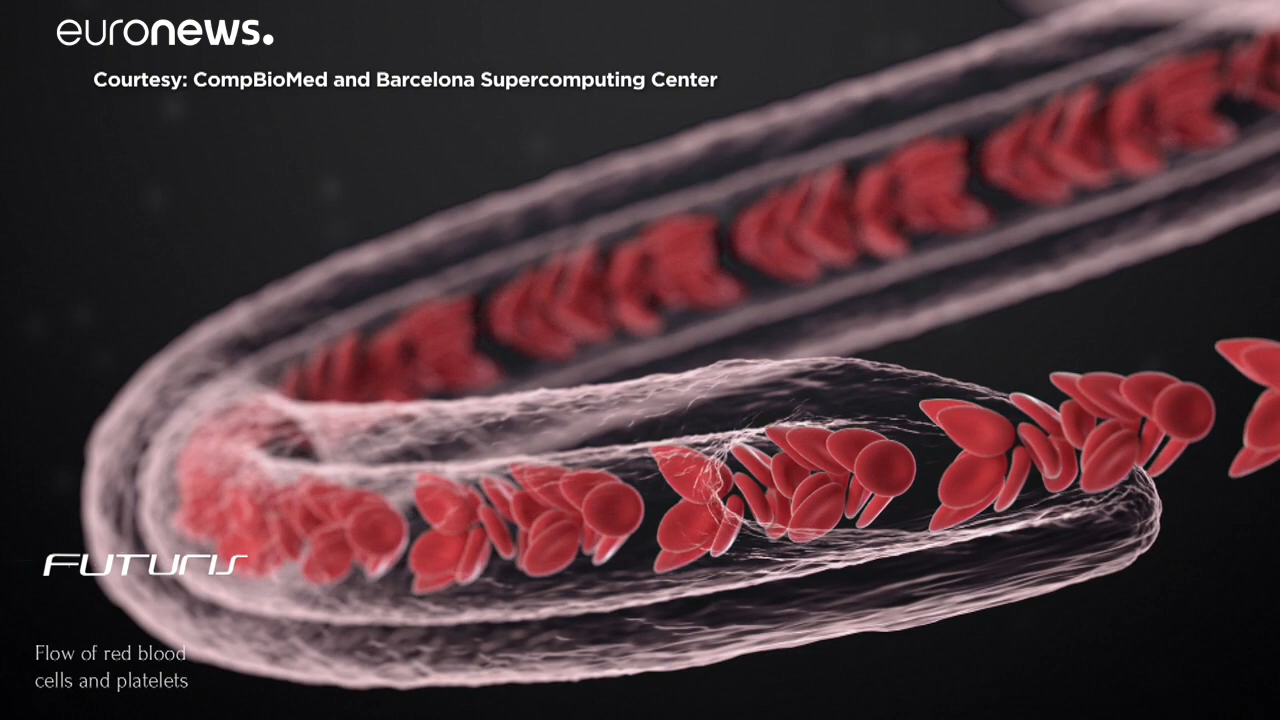 euronews.
Courtesy: CompBioMed and Barcelona Supercomputing Center
FUTURIS
Flow of red blood
cells and platelets